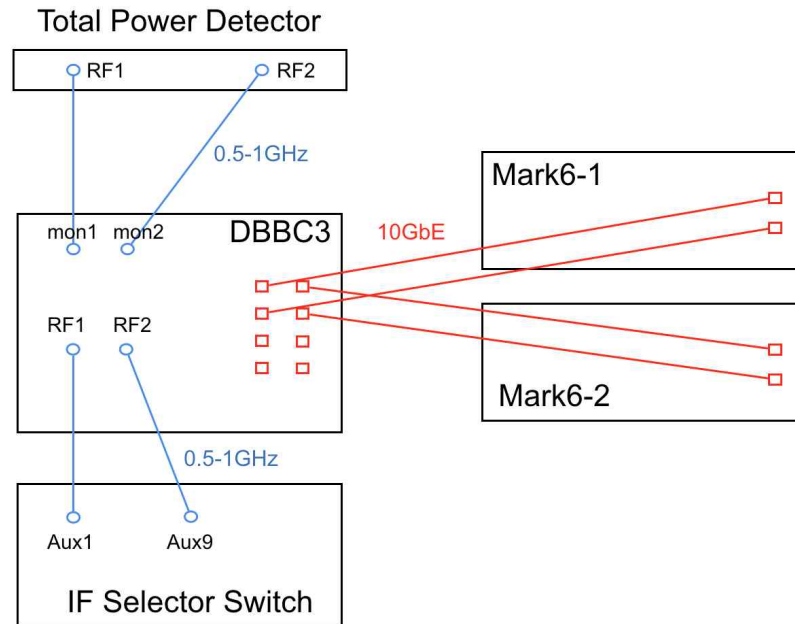 Total Power Detector
RF1
RF2
0.5-1GHz
Mark6-1
mon1 mon2
DBBC3
10GbE
RF1 RF2
Mark6-2
0.5-1GHz
Aux1
Aux9
IF Selector Switch